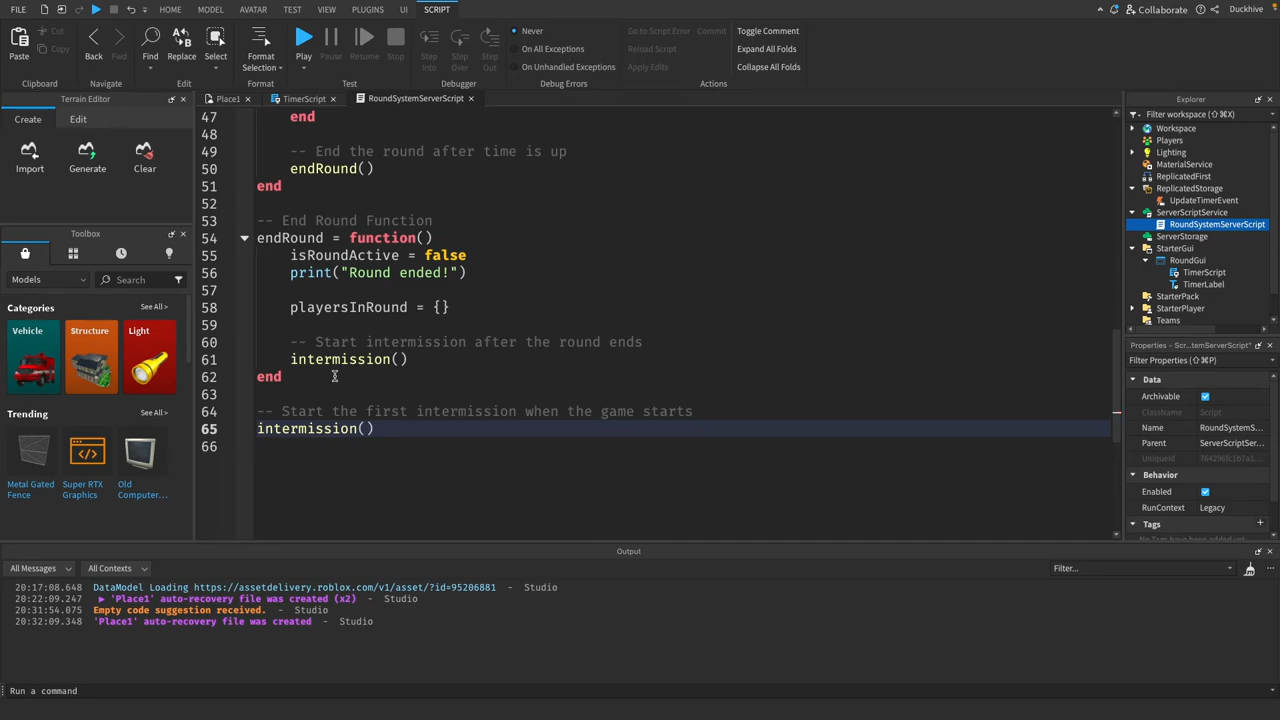 FILE HOME MODEL AVATAR TEST VIEW PLUGINS UI SCRIPT Collaborate Duckhive
Paste Cut Copy Back Fwd Find Replace Select Format Selection Play Pause Resume Stop Step Into Step Over Step Out Never On All Exceptions On Unhandled Exceptions Go to Script Error Commit Reload Script Apply Edits Toggle Comment Expand All Folds Collapse All Folds
Clipboard Navigate Edit Format Test Debugger Debug Errors Actions
Terrain Editor
Create Edit
Import Generate Clear
Toolbox
Models Search
Categories See All >
Vehicle Structure Light
Trending See All >
Metal Gated Fence
Super RTX Graphics
Old Computer...
Place1 TimerScript RoundSystemServerScript
47 end
48
49 -- End the round after time is up
50 endRound()
51 end
52
53 -- End Round Function
54 endRound = function()
55 isRoundActive = false
56 print("Round ended!")
57
58 playersInRound = {}
59
60 -- Start intermission after the round ends
61 intermission()
62 end
63
64 -- Start the first intermission when the game starts
65 intermission()
66
Explorer
Filter workspace (⇧⌘X)
Workspace
Players
Lighting
MaterialService
ReplicatedFirst
ReplicatedStorage
UpdateTimerEvent
ServerScriptService
RoundSystemServerScript
ServerStorage
StarterGui
RoundGui
TimerScript
TimerLabel
StarterPack
StarterPlayer
Teams
Properties - Scr...temServerScript"
Filter Properties (⇧⌘P)
Data
Archivable
ClassName Script
Name RoundSystemS...
Parent ServerScriptSer...
UniqueId 764296fc1b7a1...
Behavior
Enabled
RunContext Legacy
Tags
Output
All Messages All Contexts Filter...
20:17:08.648 DataModel Loading https://assetdelivery.roblox.com/v1/asset/?id=95206881 - Studio
20:22:09.247 ▶ 'Place1' auto-recovery file was created (x2) - Studio
20:31:54.075 Empty code suggestion received. - Studio
20:32:09.348 'Place1' auto-recovery file was created - Studio
Run a command